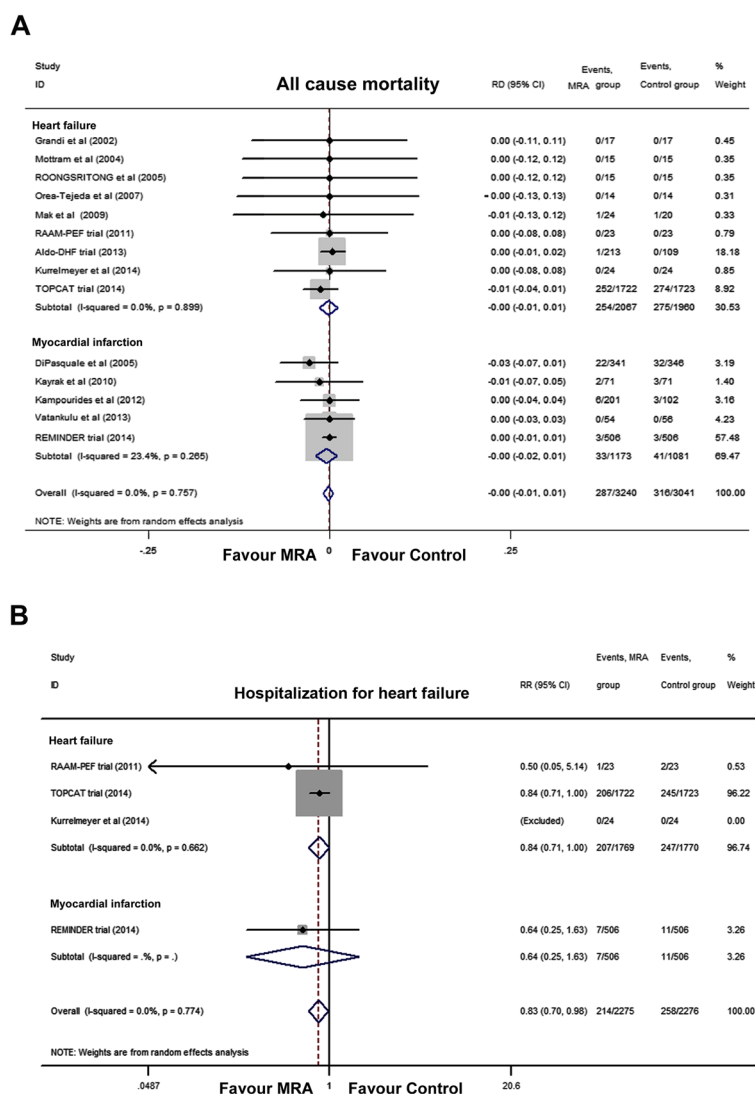 A
Study Events, Events, %
ID All cause mortality RD (95% CI) MRA group Control group Weight
Heart failure
Grandi et al (2002) 0.00 (-0.11, 0.11) 0/17 0/17 0.45
Mottram et al (2004) 0.00 (-0.12, 0.12) 0/15 0/15 0.35
ROONGSRITONG et al (2005) 0.00 (-0.12, 0.12) 0/15 0/15 0.35
Orea-Tejeda et al (2007) -0.00 (-0.13, 0.13) 0/14 0/14 0.31
Mak et al (2009) -0.01 (-0.13, 0.12) 1/24 1/20 0.33
RAAM-PEF trial (2011) 0.00 (-0.08, 0.08) 0/23 0/23 0.79
Aldo-DHF trial (2013) 0.00 (-0.01, 0.02) 1/213 0/109 18.18
Kurrelmeyer et al (2014) 0.00 (-0.08, 0.08) 0/24 0/24 0.85
TOPCAT trial (2014) -0.01 (-0.04, 0.01) 252/1722 274/1723 8.92
Subtotal (I-squared = 0.0%, p = 0.899) -0.00 (-0.01, 0.01) 254/2067 275/1960 30.53
Myocardial infarction
DiPasquale et al (2005) -0.03 (-0.07, 0.01) 22/341 32/346 3.19
Kayrak et al (2010) -0.01 (-0.07, 0.05) 2/71 3/71 1.40
Kampourides et al (2012) 0.00 (-0.04, 0.04) 6/201 3/102 3.16
Vatankulu et al (2013) 0.00 (-0.03, 0.03) 0/54 0/56 4.23
REMINDER trial (2014) 0.00 (-0.01, 0.01) 3/506 3/506 57.48
Subtotal (I-squared = 23.4%, p = 0.265) -0.00 (-0.02, 0.01) 33/1173 41/1081 69.47
Overall (I-squared = 0.0%, p = 0.757) -0.00 (-0.01, 0.01) 287/3240 316/3041 100.00
NOTE: Weights are from random effects analysis
-.25 Favour MRA 0 Favour Control .25
B
Study Events, MRA Events, %
ID Hospitalization for heart failure RR (95% CI) group Control group Weight
Heart failure
RAAM-PEF trial (2011) 0.50 (0.05, 5.14) 1/23 2/23 0.53
TOPCAT trial (2014) 0.84 (0.71, 1.00) 206/1722 245/1723 96.22
Kurrelmeyer et al (2014) (Excluded) 0/24 0/24 0.00
Subtotal (I-squared = 0.0%, p = 0.662) 0.84 (0.71, 1.00) 207/1769 247/1770 96.74
Myocardial infarction
REMINDER trial (2014) 0.64 (0.25, 1.63) 7/506 11/506 3.26
Subtotal (I-squared = .%, p = .) 0.64 (0.25, 1.63) 7/506 11/506 3.26
Overall (I-squared = 0.0%, p = 0.774) 0.83 (0.70, 0.98) 214/2275 258/2276 100.00
NOTE: Weights are from random effects analysis
.0487 Favour MRA 1 Favour Control 20.6